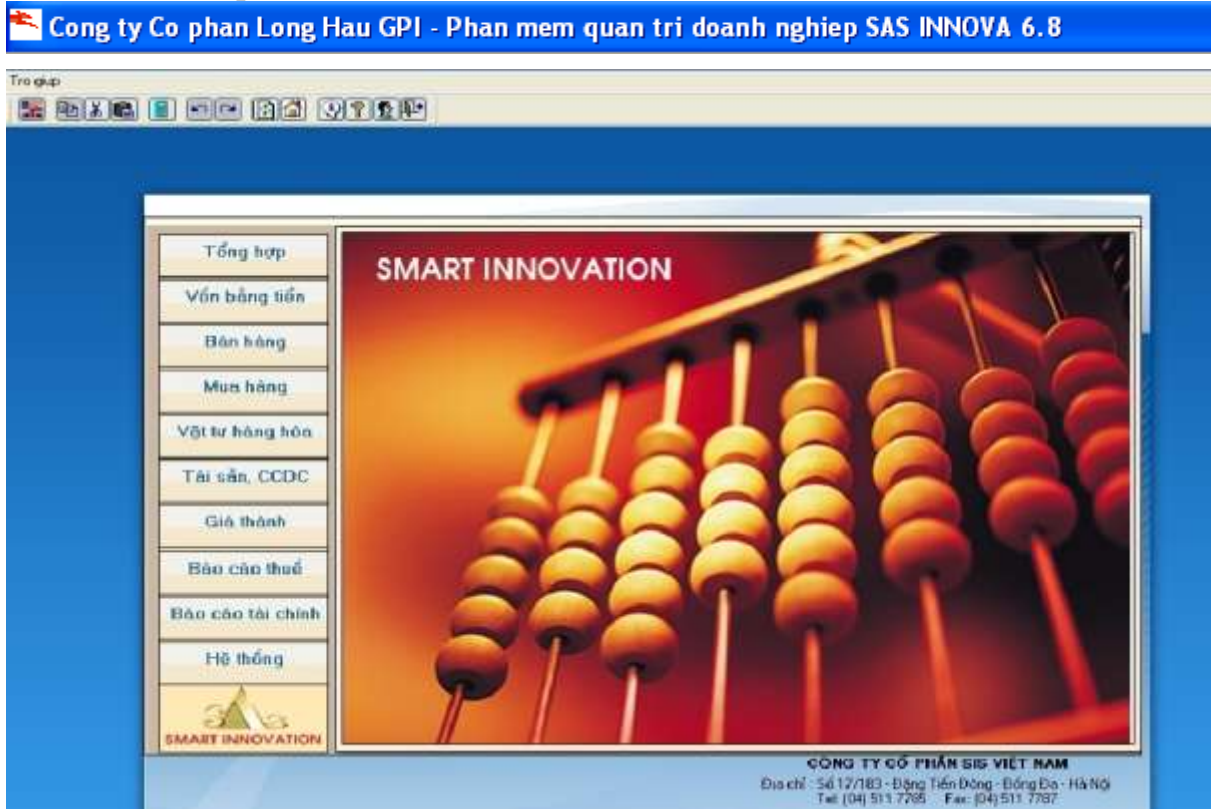 Cong ty Co phan Long Hau GPI - Phan mem quan tri doanh nghiep SAS INNOVA 6.8
Tro giup
Tổng hợp
Vốn bằng tiền
Bán hàng
Mua hàng
Vật tư hàng hóa
Tài sản, CCDC
Giá thành
Báo cáo thuế
Báo cáo tài chính
Hệ thống
SMART INNOVATION
SMART INNOVATION
CÔNG TY CỔ PHẦN SIS VIỆT NAM
Địa chỉ : Số 17/183 - Đặng Tiến Đông - Đống Đa - Hà Nội
Tel: (04) 511 7785 Fax: (04) 511 7787